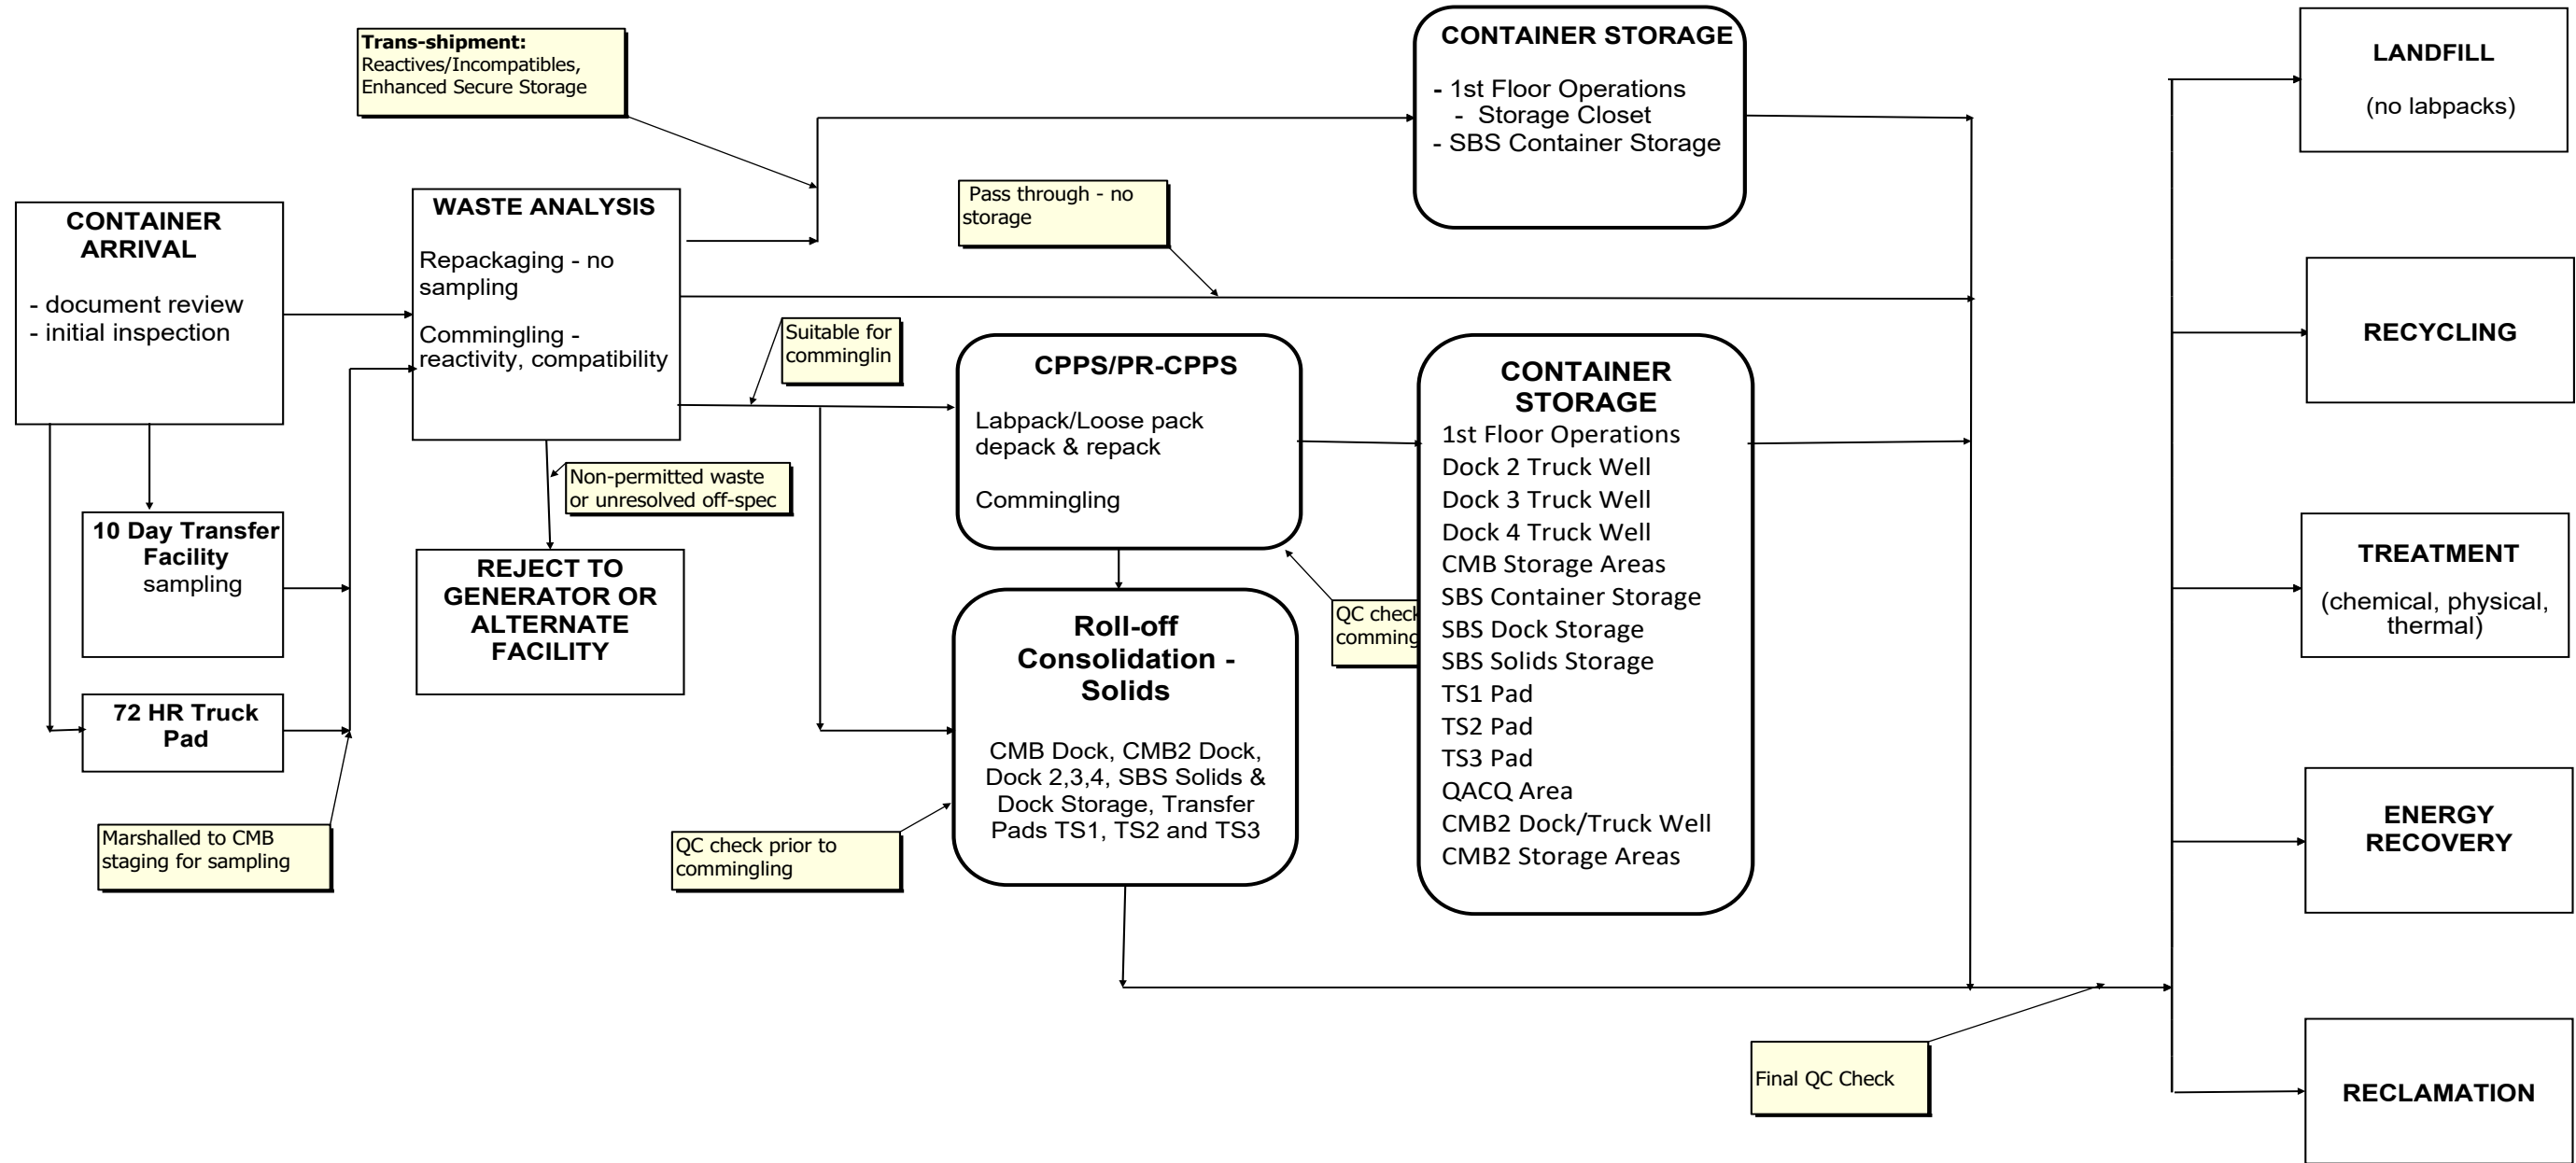 Trans-shipment:
Reactives/Incompatibles,
Enhanced Secure Storage
CONTAINER STORAGE
- 1st Floor Operations
- Storage Closet
- SBS Container Storage
LANDFILL
(no labpacks)
CONTAINER
ARRIVAL
- document review
- initial inspection
WASTE ANALYSIS
Repackaging - no
sampling
Commingling -
reactivity, compatibility
Pass through - no
storage
Suitable for
comminglin
CPPS/PR-CPPS
Labpack/Loose pack
depack & repack
Commingling
CONTAINER
STORAGE
1st Floor Operations
Dock 2 Truck Well
Dock 3 Truck Well
Dock 4 Truck Well
CMB Storage Areas
SBS Container Storage
SBS Dock Storage
SBS Solids Storage
TS1 Pad
TS2 Pad
TS3 Pad
QACQ Area
CMB2 Dock/Truck Well
CMB2 Storage Areas
RECYCLING
10 Day Transfer
Facility
sampling
Non-permitted waste
or unresolved off-spec
REJECT TO
GENERATOR OR
ALTERNATE
FACILITY
QC check
comming
Roll-off
Consolidation -
Solids
CMB Dock, CMB2 Dock,
Dock 2,3,4, SBS Solids &
Dock Storage, Transfer
Pads TS1, TS2 and TS3
TREATMENT
(chemical, physical,
thermal)
72 HR Truck
Pad
Marshalled to CMB
staging for sampling
QC check prior to
commingling
ENERGY
RECOVERY
Final QC Check
RECLAMATION